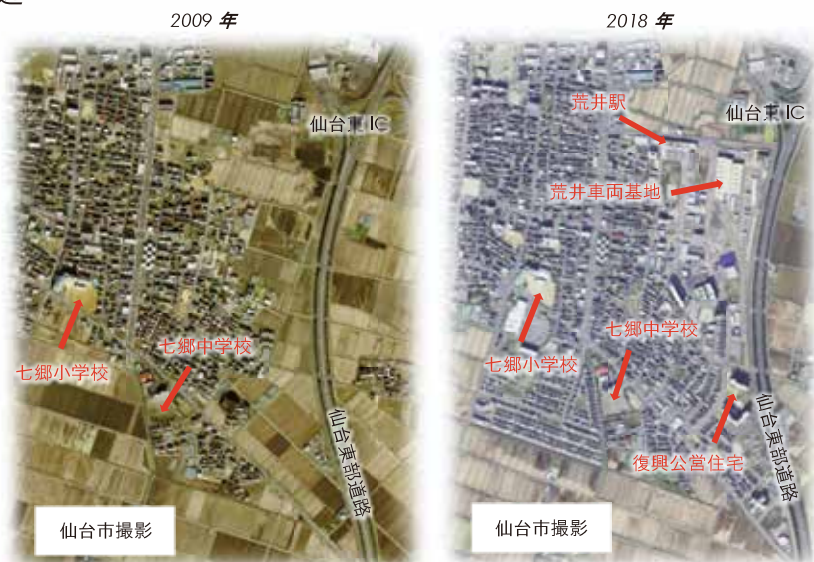 2009 年
仙台東 IC
七郷小学校
七郷中学校
仙台東部道路
仙台市撮影
2018 年
荒井駅
仙台東 IC
荒井車両基地
七郷中学校
七郷小学校
復興公営住宅
仙台東部道路
仙台市撮影